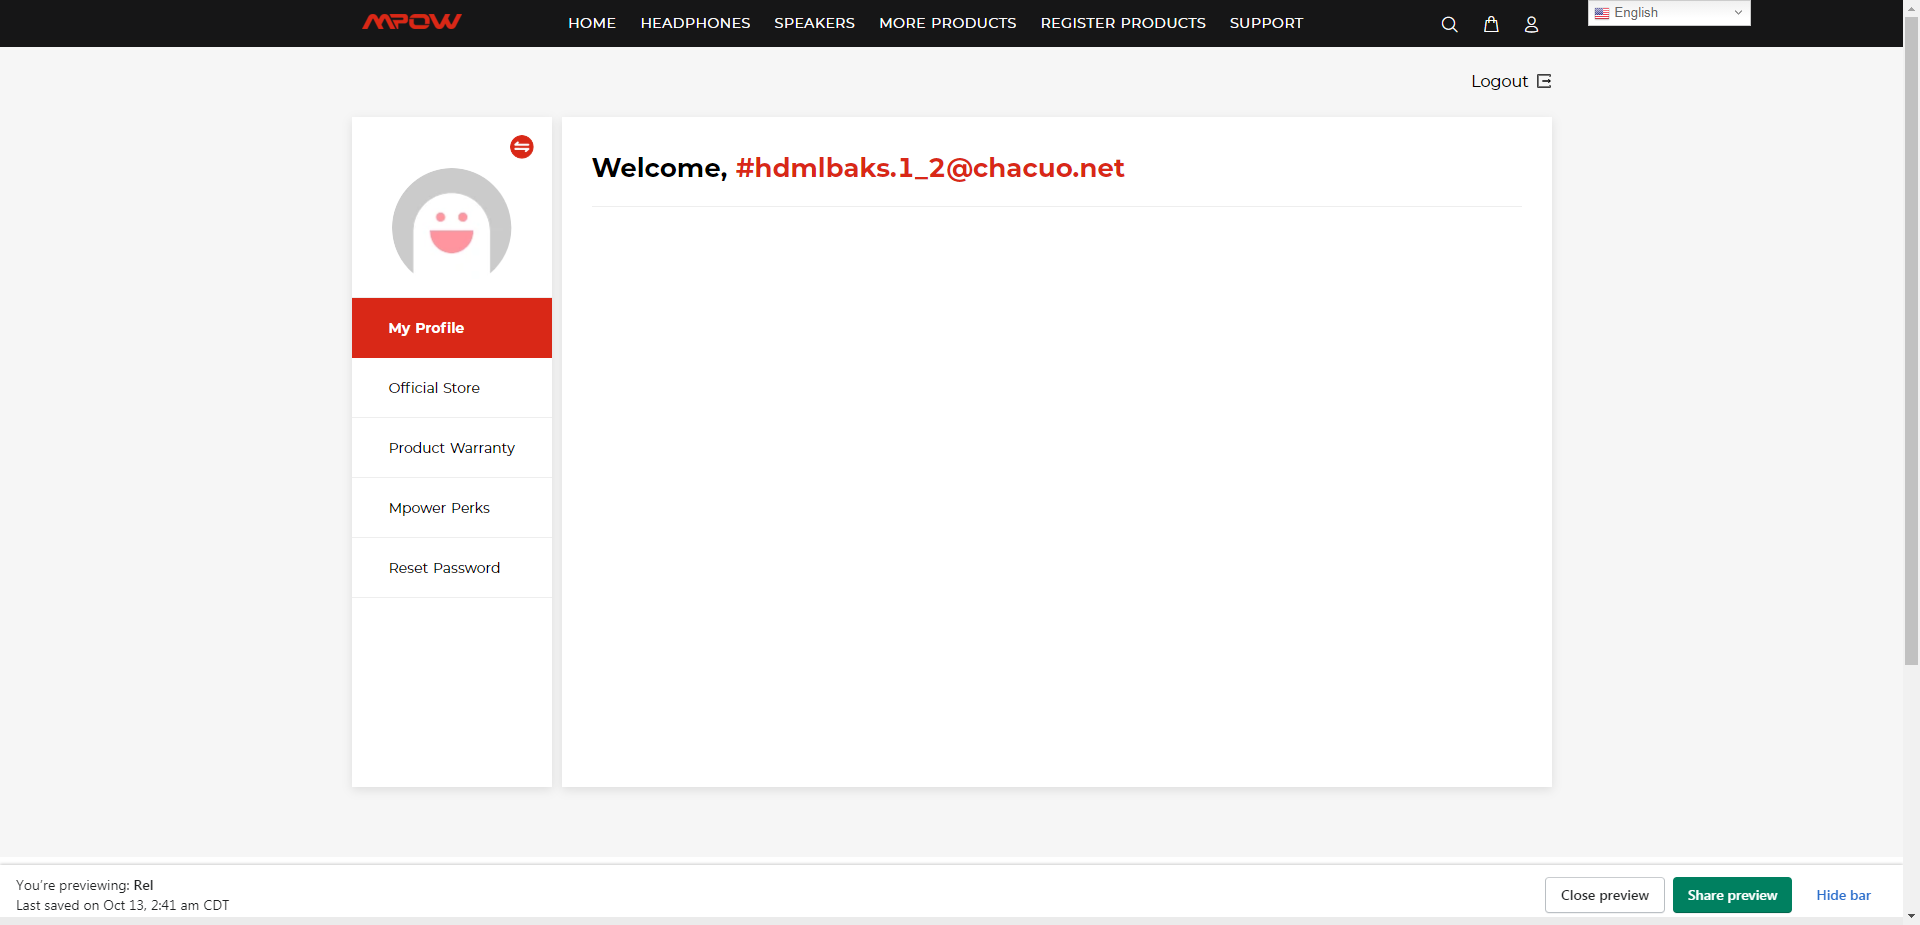 MPOW
HOME HEADPHONES SPEAKERS MORE PRODUCTS REGISTER PRODUCTS SUPPORT
English
Logout
Welcome, #hdmlbaks.1_2@chacuo.net
My Profile
Official Store
Product Warranty
Mpower Perks
Reset Password
You're previewing: Rel
Last saved on Oct 13, 2:41 am CDT
Close preview
Share preview
Hide bar